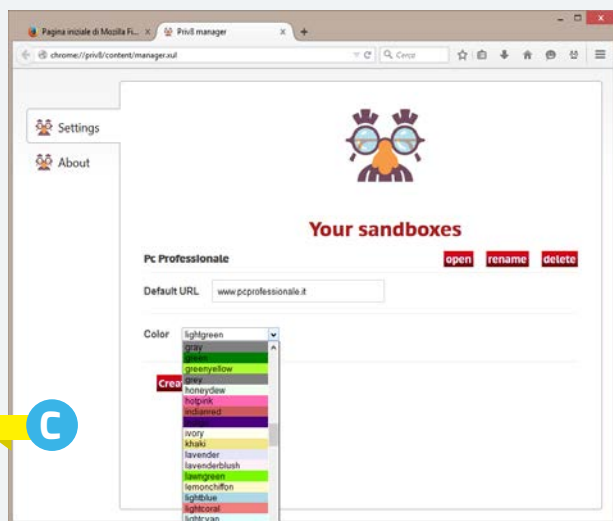 Pagina iniziale di Mozilla Fi...
Priv8 manager
chrome://priv8/content/manager.xul
Cerca
Settings
About
Your sandboxes
Pc Professionale
open
rename
delete
Default URL
www.pcprofessionale.it
Color
lightgreen
gray
green
greenyellow
grey
Crea
honeydew
hotpink
indianred
indigo
ivory
khaki
lavender
lavenderblush
lawngreen
lemonchiffon
lightblue
lightcoral
lightcyan
C